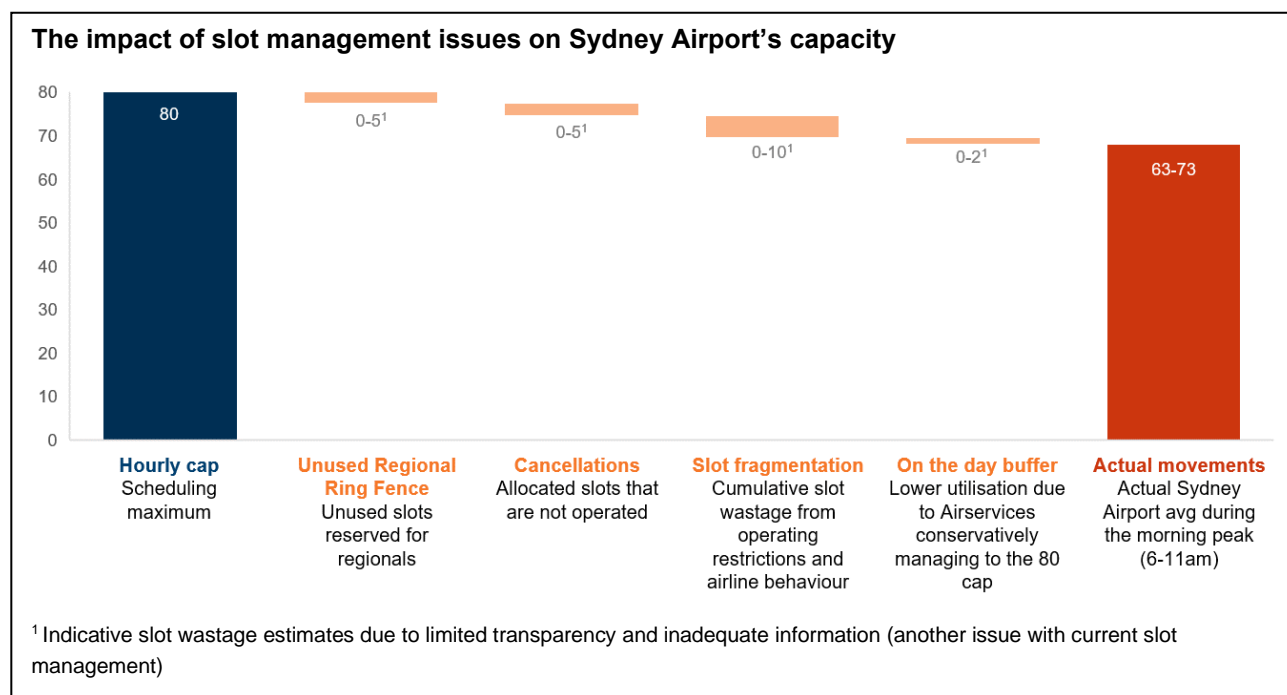 The impact of slot management issues on Sydney Airport’s capacity
80
70
60
50
40
30
20
10
0
80
0-5¹
0-5¹
0-10¹
0-2¹
63-73
Hourly cap
Scheduling
maximum
Unused Regional
Ring Fence
Unused slots
reserved for
regionals
Cancellations
Allocated slots that
are not operated
Slot fragmentation
Cumulative slot
wastage from
operating
restrictions and
airline behaviour
On the day buffer
Lower utilisation due
to Airservices
conservatively
managing to the 80
cap
Actual movements
Actual Sydney
Airport avg during
the morning peak
(6-11am)
¹ Indicative slot wastage estimates due to limited transparency and inadequate information (another issue with current slot
management)